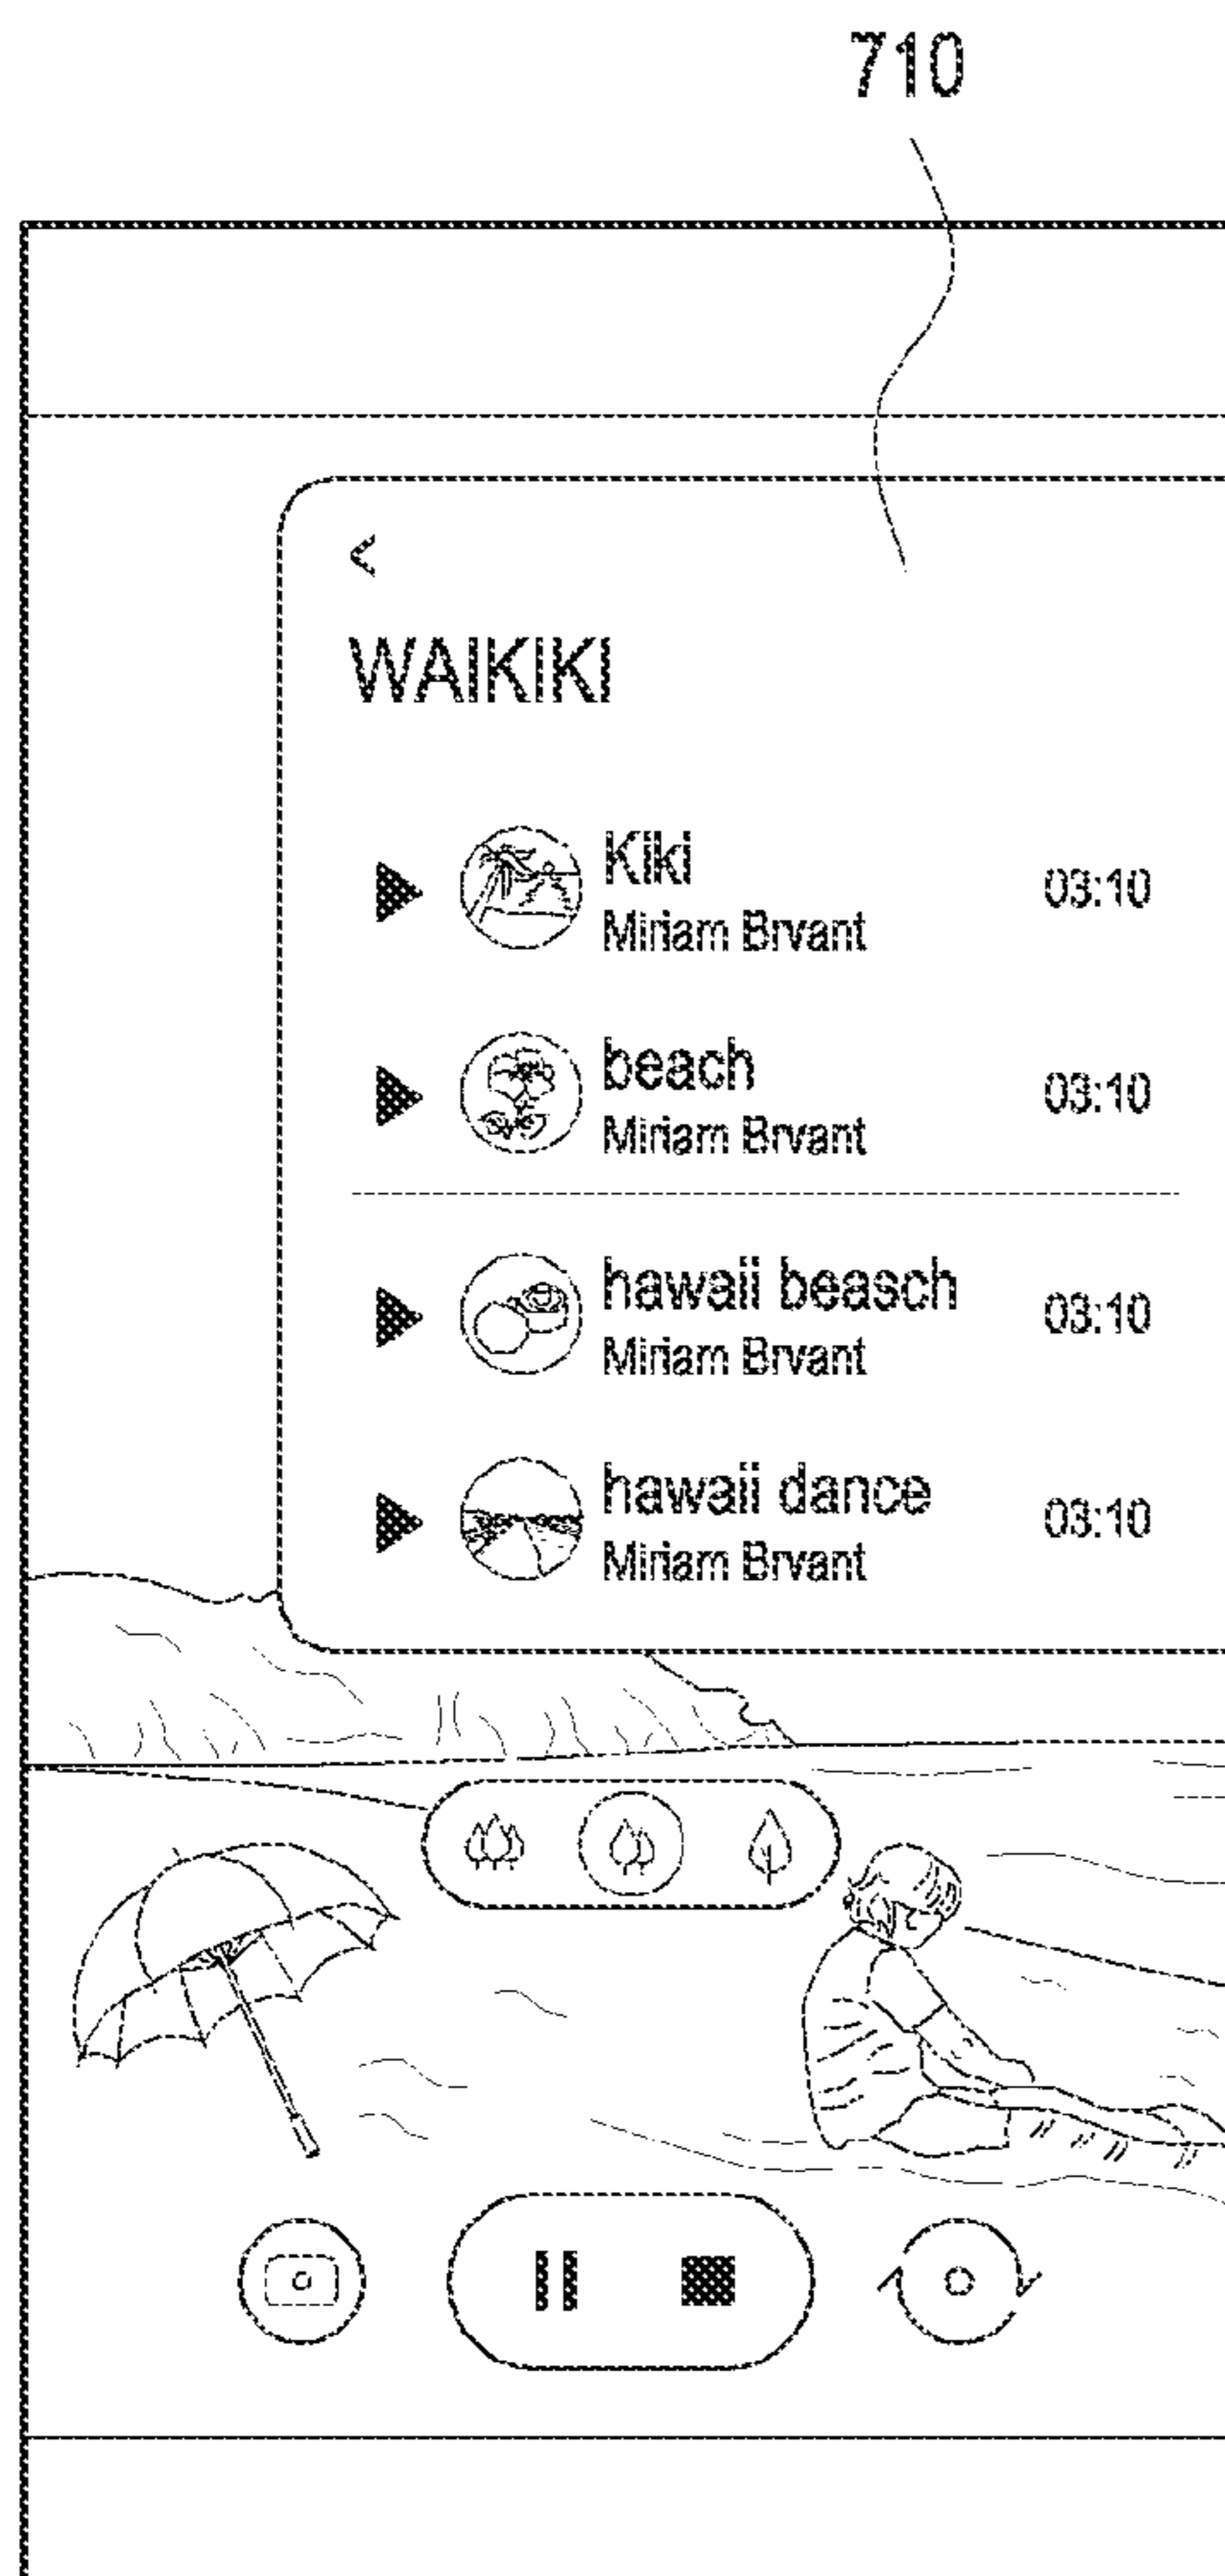 710
<
WAIKIKI
Kiki 03:10
Miriam Brvant
beach 03:10
Miriam Brvant
hawaii beasch 03:10
Miriam Brvant
hawaii dance 03:10
Miriam Brvant